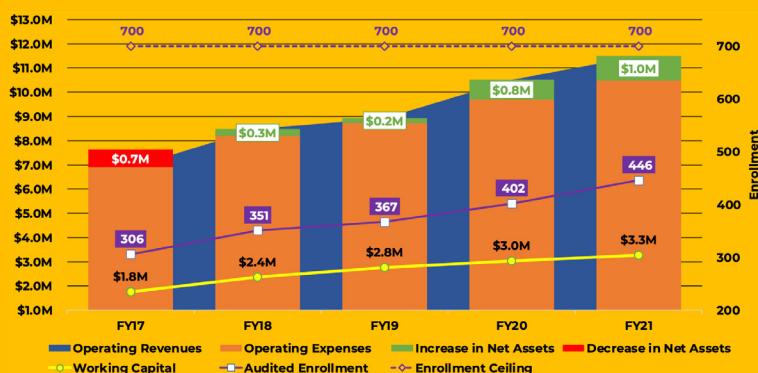 $13.0M
$12.0M
$11.0M
$10.0M
$9.0M
$8.0M
$7.0M
$6.0M
$5.0M
$4.0M
$3.0M
$2.0M
$1.0M
700 700 700 700 700
$0.7M $0.3M $0.2M $0.8M $1.0M
306 351 367 402 446
$1.8M $2.4M $2.8M $3.0M $3.3M
700
600
500
400
300
200
Enrollment
FY17 FY18 FY19 FY20 FY21
Operating Revenues Operating Expenses Increase in Net Assets Decrease in Net Assets
Working Capital Audited Enrollment Enrollment Ceiling